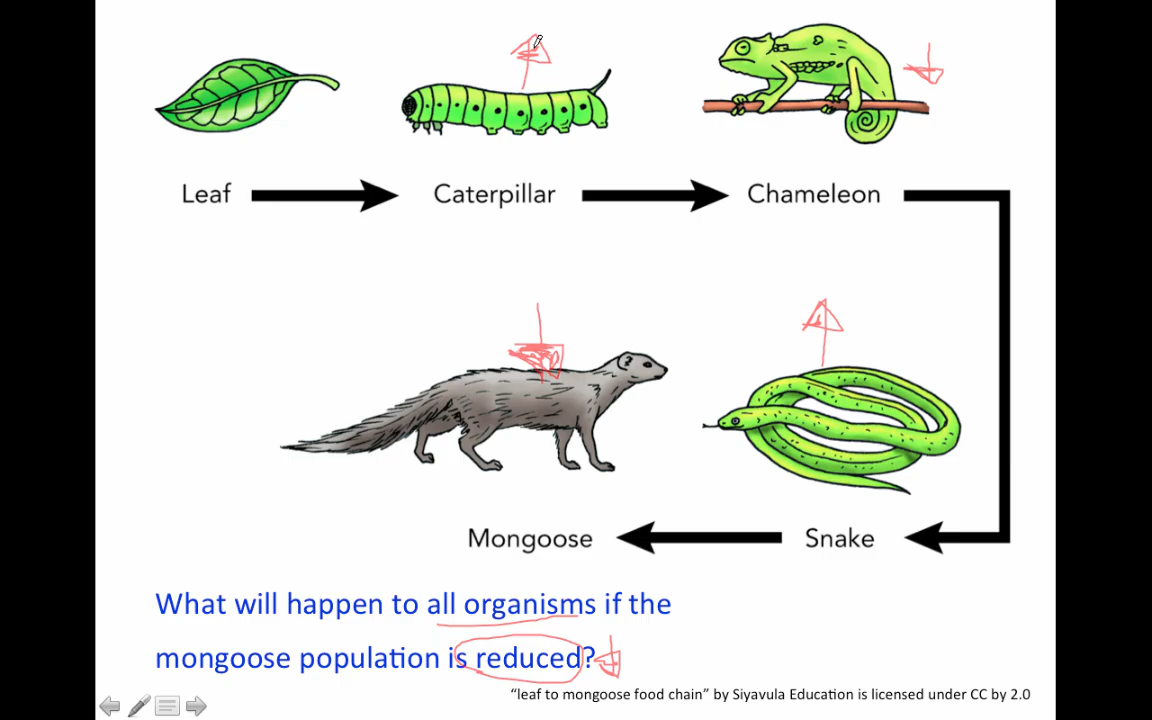 Leaf
Caterpillar
Chameleon
Mongoose
Snake
What will happen to all organisms if the
mongoose population is reduced?
“leaf to mongoose food chain” by Siyavula Education is licensed under CC by 2.0